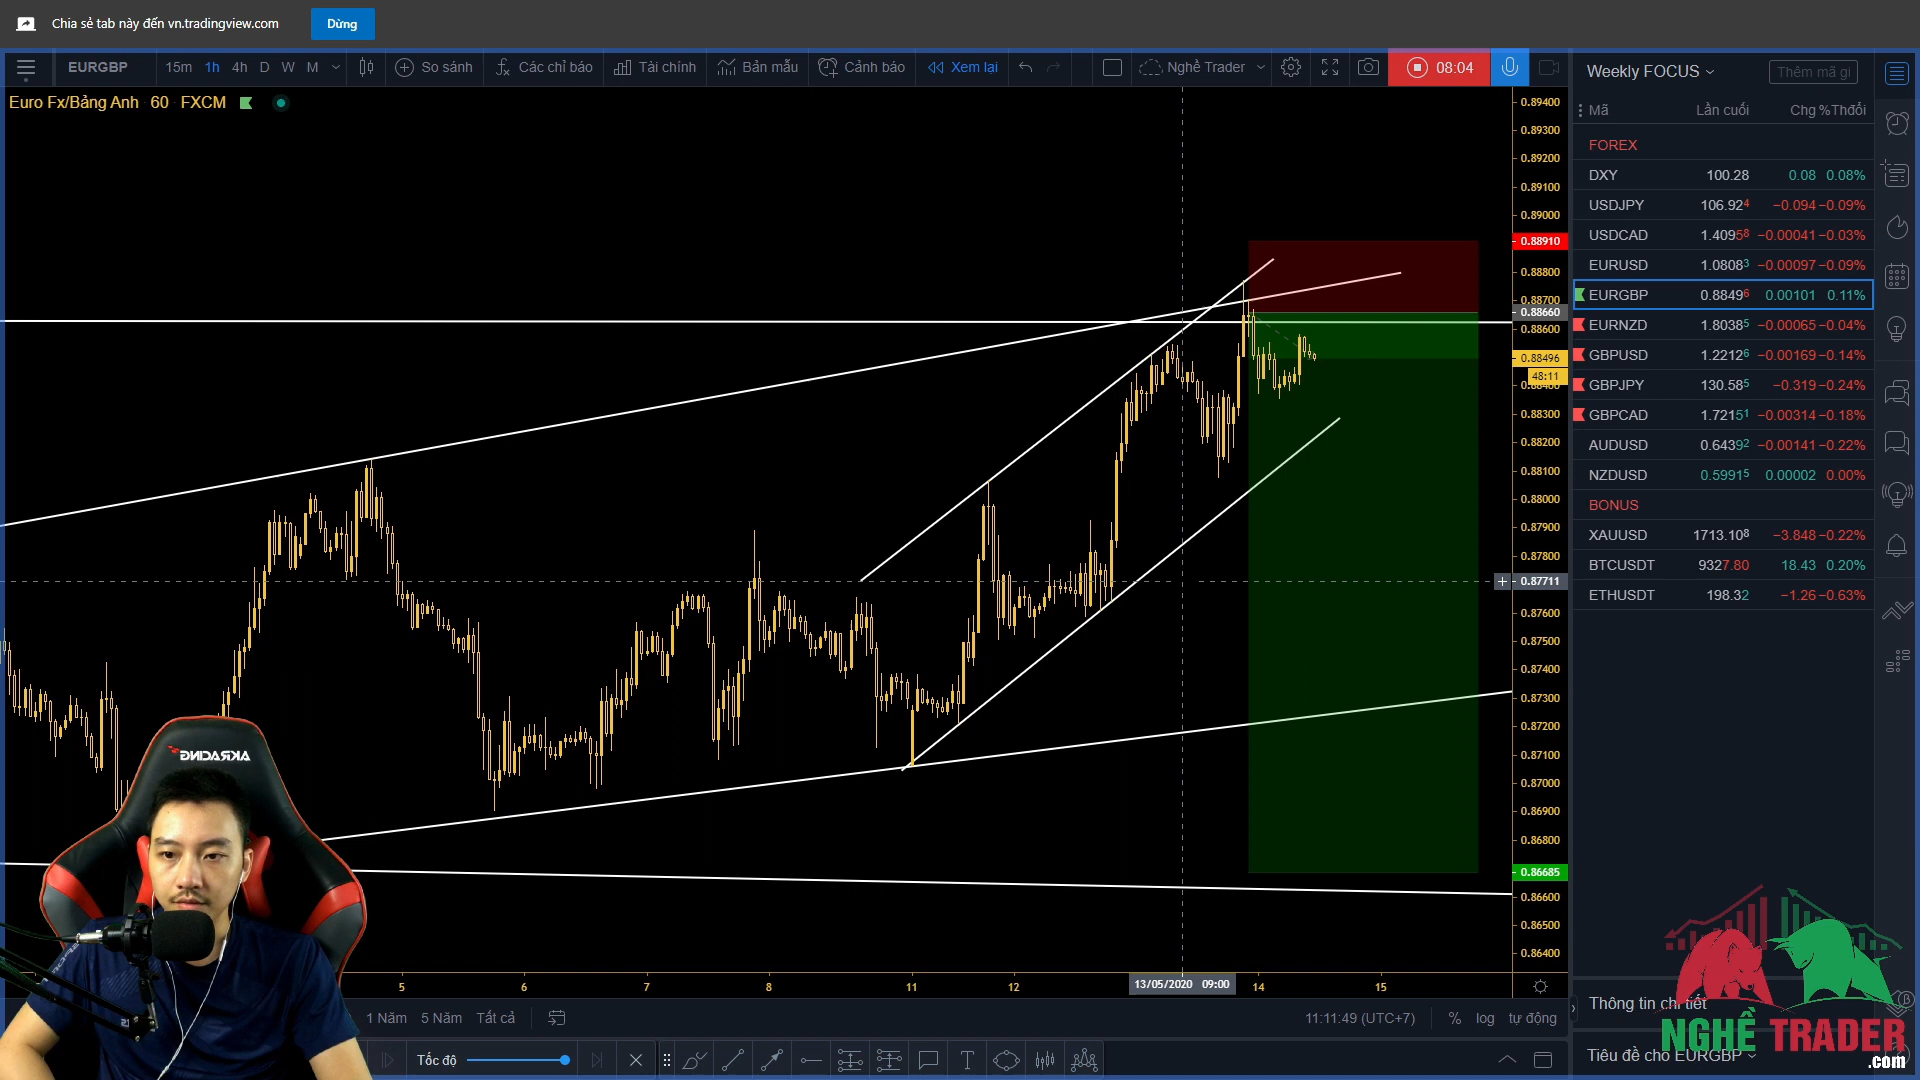 Chia sẻ tab này đến vn.tradingview.com Dừng
EURGBP 15m 1h 4h D W M So sánh Các chỉ báo Tài chính Bản mẫu Cảnh báo Xem lại Nghề Trader 08:04
Euro Fx/Bảng Anh 60 FXCM
0.89400
0.89300
0.89200
0.89100
0.89000
0.88910
0.88800
0.88700
0.88660
0.88600
0.88496
48:11
0.88300
0.88200
0.88100
0.88000
0.87900
0.87800
0.87711
0.87600
0.87500
0.87400
0.87300
0.87200
0.87100
0.87000
0.86900
0.86800
0.86685
0.86600
0.86500
0.86400
5 6 7 8 11 12 13/05/2020 09:00 14 15
1 Năm 5 Năm Tất cả 11:11:49 (UTC+7) % log tự động
Tốc độ
AKRACING
Weekly FOCUS Thêm mã gi
Mã Lần cuối Chg %Thđổi
FOREX
DXY 100.28 0.08 0.08%
USDJPY 106.924 −0.094 −0.09%
USDCAD 1.40958 −0.00041 −0.03%
EURUSD 1.08083 −0.00097 −0.09%
EURGBP 0.88496 0.00101 0.11%
EURNZD 1.80385 −0.00065 −0.04%
GBPUSD 1.22126 −0.00169 −0.14%
GBPJPY 130.585 −0.319 −0.24%
GBPCAD 1.72151 −0.00314 −0.18%
AUDUSD 0.64392 −0.00141 −0.22%
NZDUSD 0.59915 0.00002 0.00%
BONUS
XAUUSD 1713.108 −3.848 −0.22%
BTCUSDT 9327.80 18.43 0.20%
ETHUSDT 198.32 −1.26 −0.63%
Thông tin chi tiết
NGHỀ TRADER
.com
Tiêu đề cho EURGBP